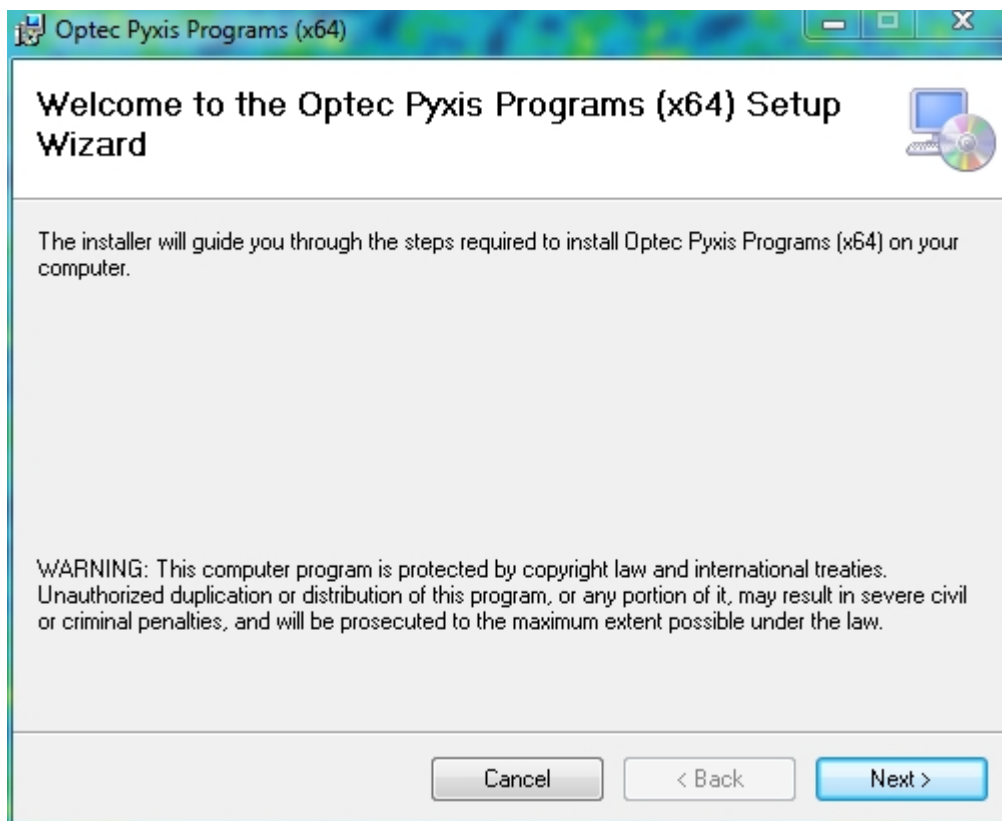 Optec Pyxis Programs (x64)
Welcome to the Optec Pyxis Programs (x64) Setup
Wizard
The installer will guide you through the steps required to install Optec Pyxis Programs (x64) on your
computer.
WARNING: This computer program is protected by copyright law and international treaties.
Unauthorized duplication or distribution of this program, or any portion of it, may result in severe civil
or criminal penalties, and will be prosecuted to the maximum extent possible under the law.
Cancel
< Back
Next >